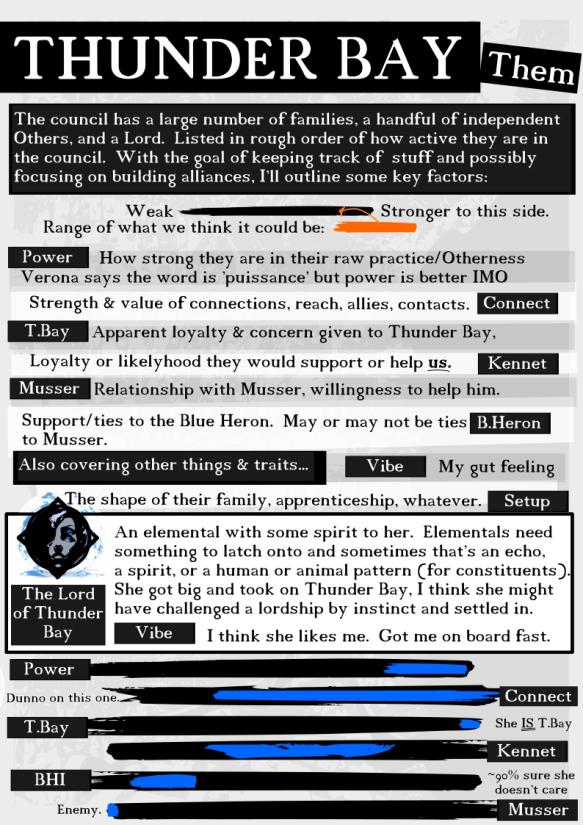 THUNDER BAY Them
The council has a large number of families, a handful of independent
Others, and a Lord. Listed in rough order of how active they are in
the council. With the goal of keeping track of stuff and possibly
focusing on building alliances, I'll outline some key factors:
Weak Stronger to this side.
Range of what we think it could be:
Power How strong they are in their raw practice/Otherness
Verona says the word is 'puissance' but power is better IMO
Strength & value of connections, reach, allies, contacts. Connect
T.Bay Apparent loyalty & concern given to Thunder Bay,
Loyalty or likelyhood they would support or help us. Kennet
Musser Relationship with Musser, willingness to help him.
Support/ties to the Blue Heron. May or may not be ties B.Heron
to Musser.
Also covering other things & traits... Vibe My gut feeling
The shape of their family, apprenticeship, whatever. Setup
An elemental with some spirit to her. Elementals need
something to latch onto and sometimes that's an echo,
a spirit, or a human or animal pattern (for constituents).
She got big and took on Thunder Bay, I think she might
have challenged a lordship by instinct and settled in.
The Lord
of Thunder
Bay
Vibe I think she likes me. Got me on board fast.
Power
Dunno on this one. Connect
T.Bay She IS T.Bay
Kennet
BHI ~90% sure she
doesn't care
Enemy. Musser